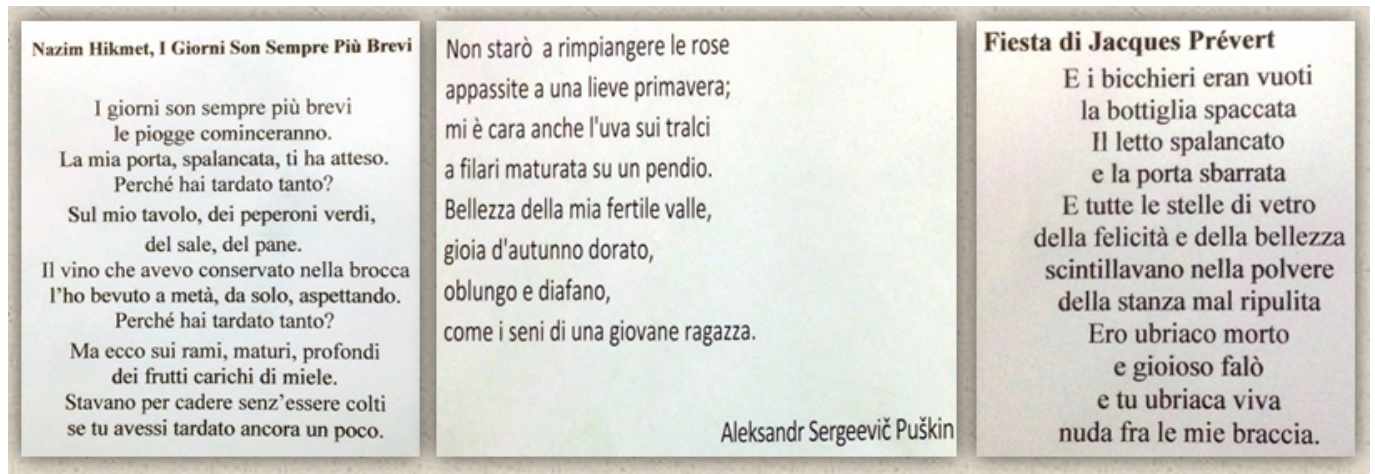 Nazim Hikmet, I Giorni Son Sempre Più Brevi
I giorni son sempre più brevi
le piogge cominceranno.
La mia porta, spalancata, ti ha atteso.
Perché hai tardato tanto?
Sul mio tavolo, dei peperoni verdi,
del sale, del pane.
Il vino che avevo conservato nella brocca
l'ho bevuto a metà, da solo, aspettando.
Perché hai tardato tanto?
Ma ecco sui rami, maturi, profondi
dei frutti carichi di miele.
Stavano per cadere senz'essere colti
se tu avessi tardato ancora un poco.
Non starò a rimpiangere le rose
appassite a una lieve primavera;
mi è cara anche l'uva sui tralci
a filari maturata su un pendio.
Bellezza della mia fertile valle,
gioia d'autunno dorato,
oblungo e diafano,
come i seni di una giovane ragazza.
Aleksandr Sergeevič Puškin
Fiesta di Jacques Prévert
E i bicchieri eran vuoti
la bottiglia spaccata
Il letto spalancato
e la porta sbarrata
E tutte le stelle di vetro
della felicità e della bellezza
scintillavano nella polvere
della stanza mal ripulita
Ero ubriaco morto
e gioioso falò
e tu ubriaca viva
nuda fra le mie braccia.